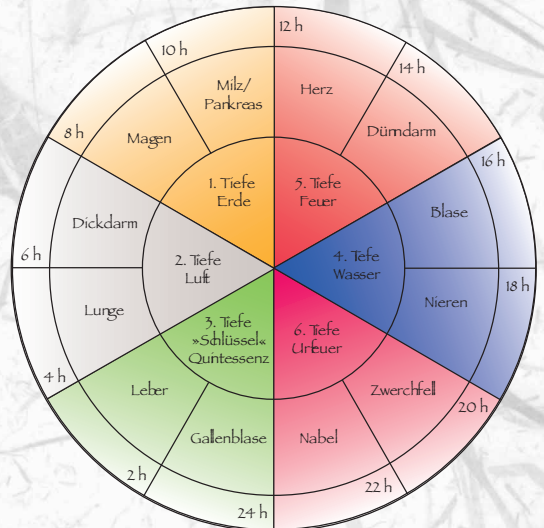 12 h
14 h
16 h
18 h
20 h
22 h
24 h
2 h
4 h
6 h
8 h
10 h
Herz
Dünndarm
Blase
Nieren
Zwerchfell
Nabel
Gallenblase
Leber
Lunge
Dickdarm
Magen
Milz/
Pankreas
1. Tiefe
Erde
5. Tiefe
Feuer
2. Tiefe
Luft
4. Tiefe
Wasser
3. Tiefe
»Schlüssel«
Quintessenz
6. Tiefe
Urfeuer